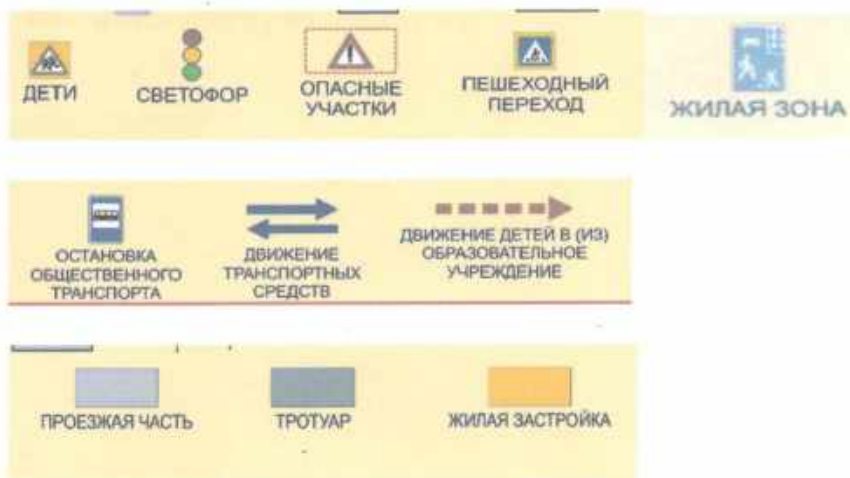 ДЕТИ
СВЕТОФОР
ОПАСНЫЕ
УЧАСТКИ
ПЕШЕХОДНЫЙ
ПЕРЕХОД
ЖИЛАЯ ЗОНА
ОСТАНОВКА
ОБЩЕСТВЕННОГО
ТРАНСПОРТА
ДВИЖЕНИЕ
ТРАНСПОРТНЫХ
СРЕДСТВ
ДВИЖЕНИЕ ДЕТЕЙ В (ИЗ)
ОБРАЗОВАТЕЛЬНОЕ
УЧРЕЖДЕНИЕ
ПРОЕЗЖАЯ ЧАСТЬ
ТРОТУАР
ЖИЛАЯ ЗАСТРОЙКА